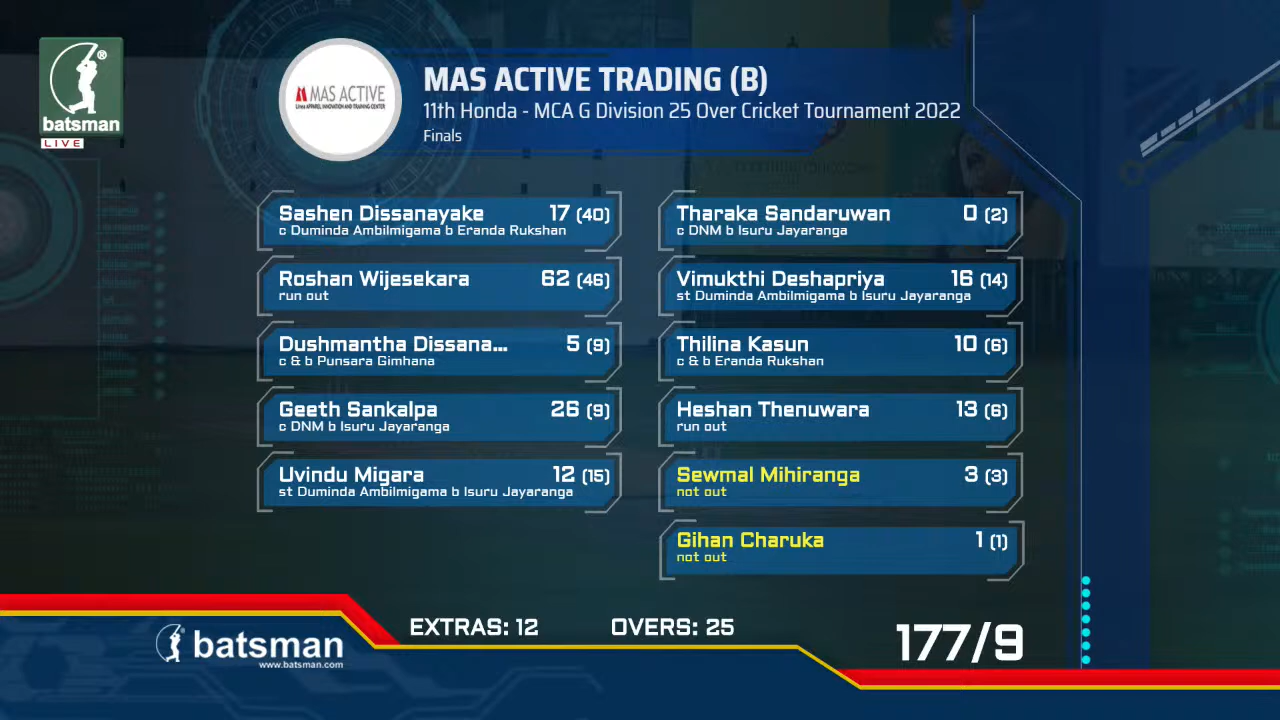 batsman
LIVE
MAS ACTIVE
MAS ACTIVE TRADING (B)
11th Honda - MCA G Division 25 Over Cricket Tournament 2022
Finals
Sashen Dissanayake 17 (40)
c Duminda Ambilmigama b Eranda Rukshan
Roshan Wijesekara 62 (46)
run out
Dushmantha Dissana... 5 (9)
c & b Punsara Gimhana
Geeth Sankalpa 26 (9)
c DNM b Isuru Jayaranga
Uvindu Migara 12 (15)
st Duminda Ambilmigama b Isuru Jayaranga
Tharaka Sandaruwan 0 (2)
c DNM b Isuru Jayaranga
Vimukthi Deshapriya 16 (14)
st Duminda Ambilmigama b Isuru Jayaranga
Thilina Kasun 10 (6)
c & b Eranda Rukshan
Heshan Thenuwara 13 (6)
run out
Sewmal Mihiranga 3 (3)
not out
Gihan Charuka 1 (1)
not out
EXTRAS: 12 OVERS: 25 177/9
batsman
www.batsman.com